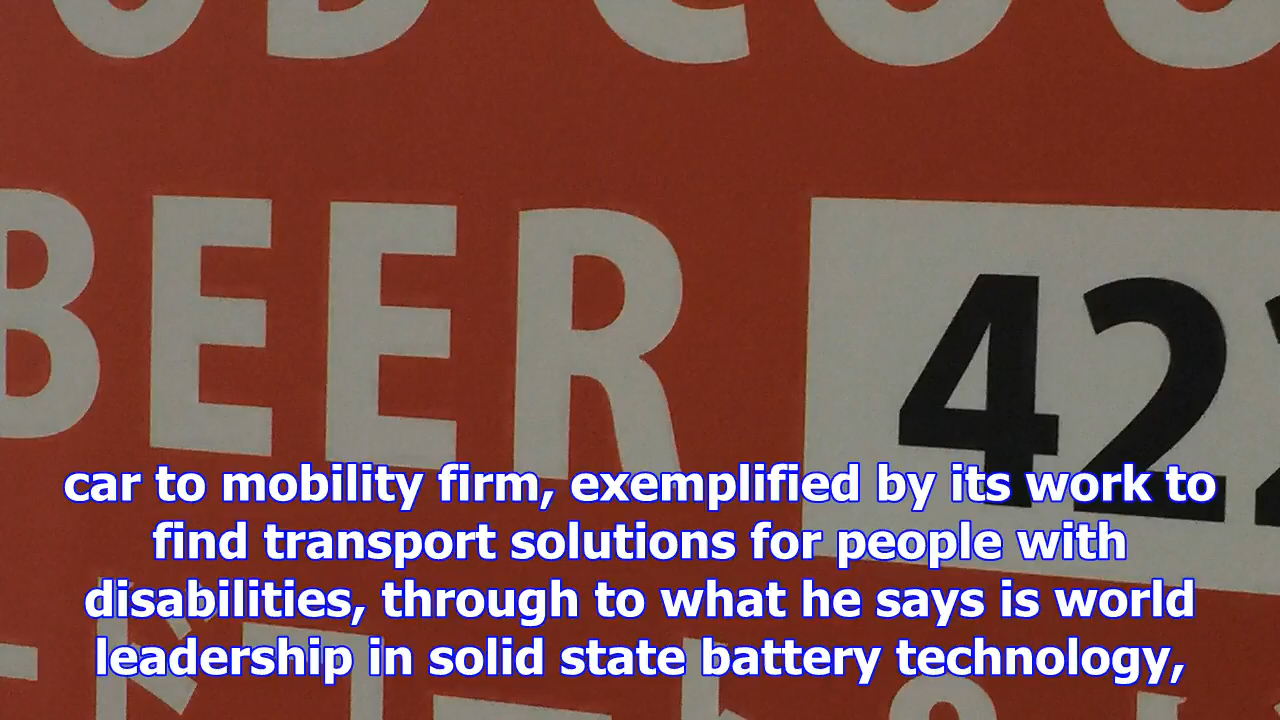 BEER 42
car to mobility firm, exemplified by its work to
find transport solutions for people with
disabilities, through to what he says is world
leadership in solid state battery technology,